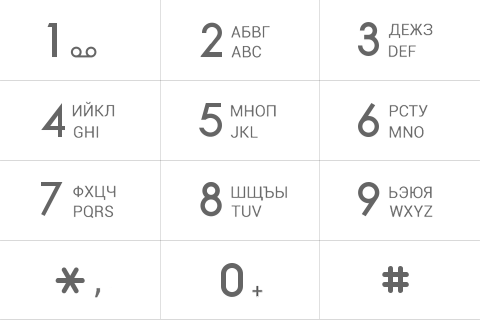 1
2 АБВГ
ABC
3 ДЕЖЗ
DEF
4 ИЙКЛ
GHI
5 МНОП
JKL
6 РСТУ
MNO
7 ФХЦЧ
PQRS
8 ШЩЪЫ
TUV
9 ЬЭЮЯ
WXYZ
* ,
0 +
#